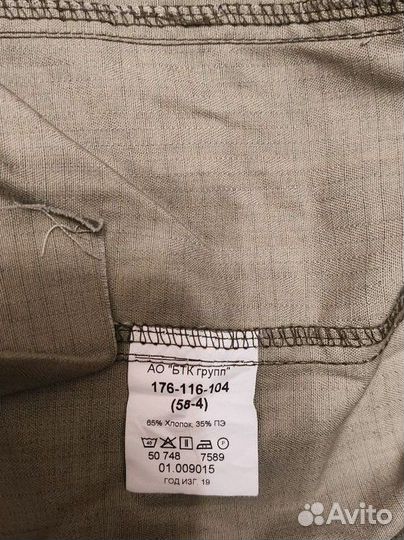 АО "БТК групп"
176-116-104
(56-4)
65% Хлопок, 35% ПЭ
50 748 7589
01.009015
ГОД ИЗГ. 19
Avito